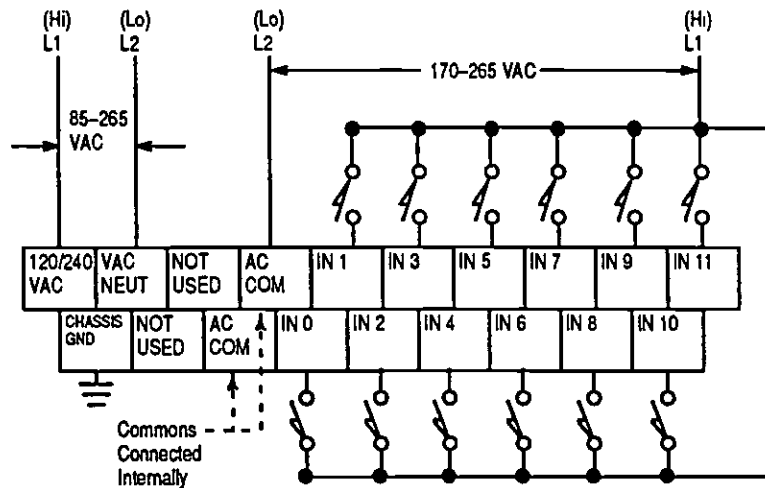 (Hi) (Lo) (Lo) (Hi)
L1 L2 L2 L1
170–265 VAC
85–265
VAC
120/240 VAC NOT AC IN 1 IN 3 IN 5 IN 7 IN 9 IN 11
VAC NEUT USED COM
CHASSIS NOT AC IN 0 IN 2 IN 4 IN 6 IN 8 IN 10
GND USED COM
Commons
Connected
Internally